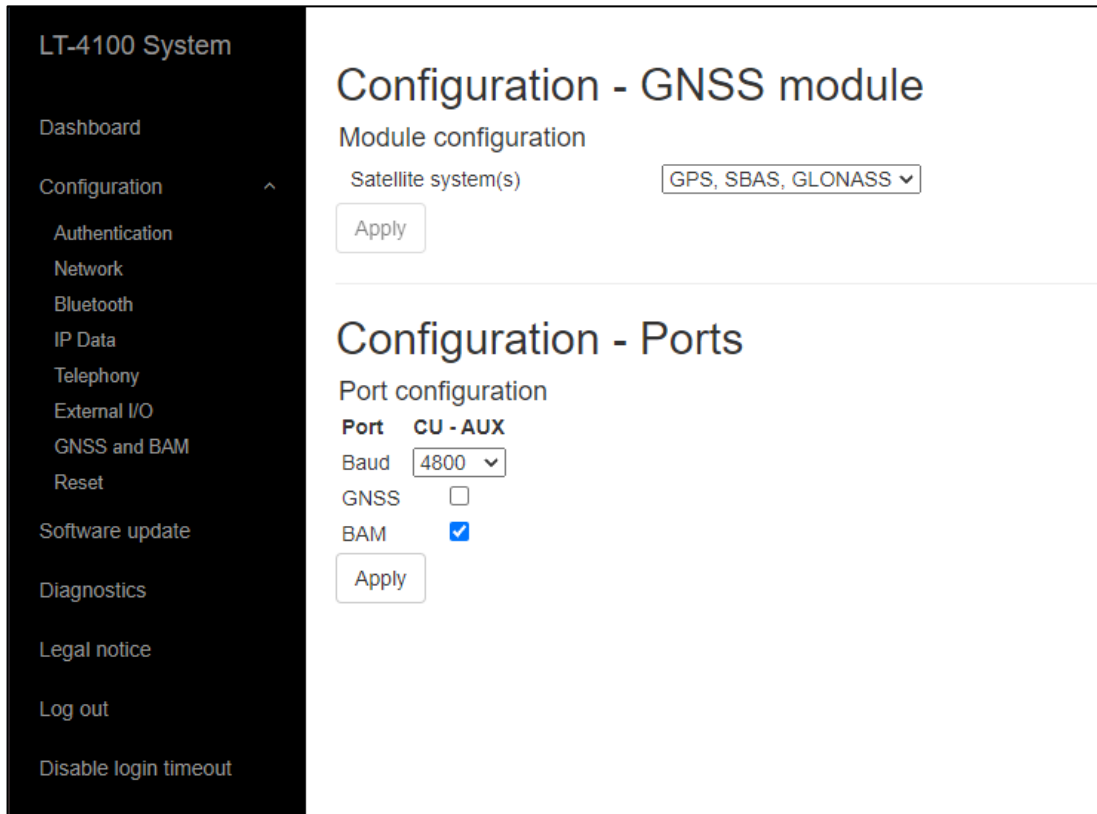 LT-4100 System
Dashboard
Configuration
Authentication
Network
Bluetooth
IP Data
Telephony
External I/O
GNSS and BAM
Reset
Software update
Diagnostics
Legal notice
Log out
Disable login timeout
Configuration - GNSS module
Module configuration
Satellite system(s) GPS, SBAS, GLONASS
Apply
Configuration - Ports
Port configuration
Port CU - AUX
Baud 4800
GNSS
BAM
Apply